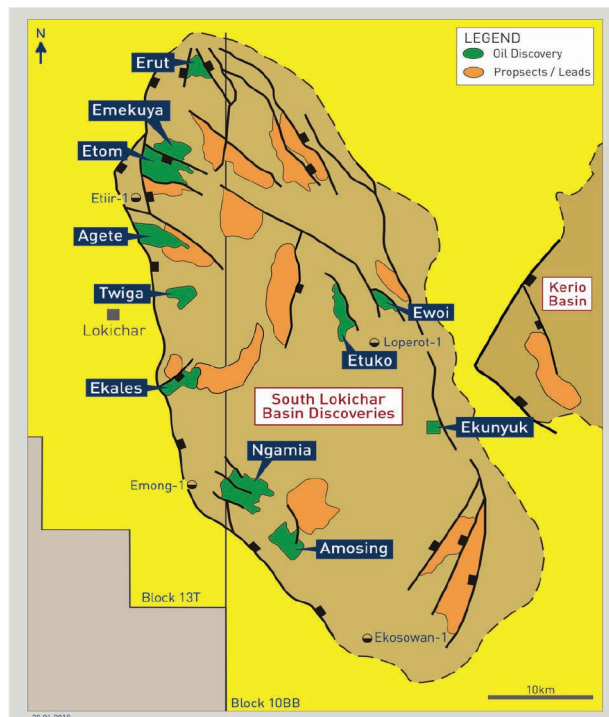 N
LEGEND
Oil Discovery
Propsects / Leads
Erut
Emekuya
Etom
Etiir-1
Agete
Twiga
Lokichar
Ewoi
Loperot-1
Etuko
Kerio
Basin
Ekales
South Lokichar
Basin Discoveries
Ekunyuk
Ngamia
Emong-1
Amosing
Block 13T
Ekosowan-1
Block 10BB
10km